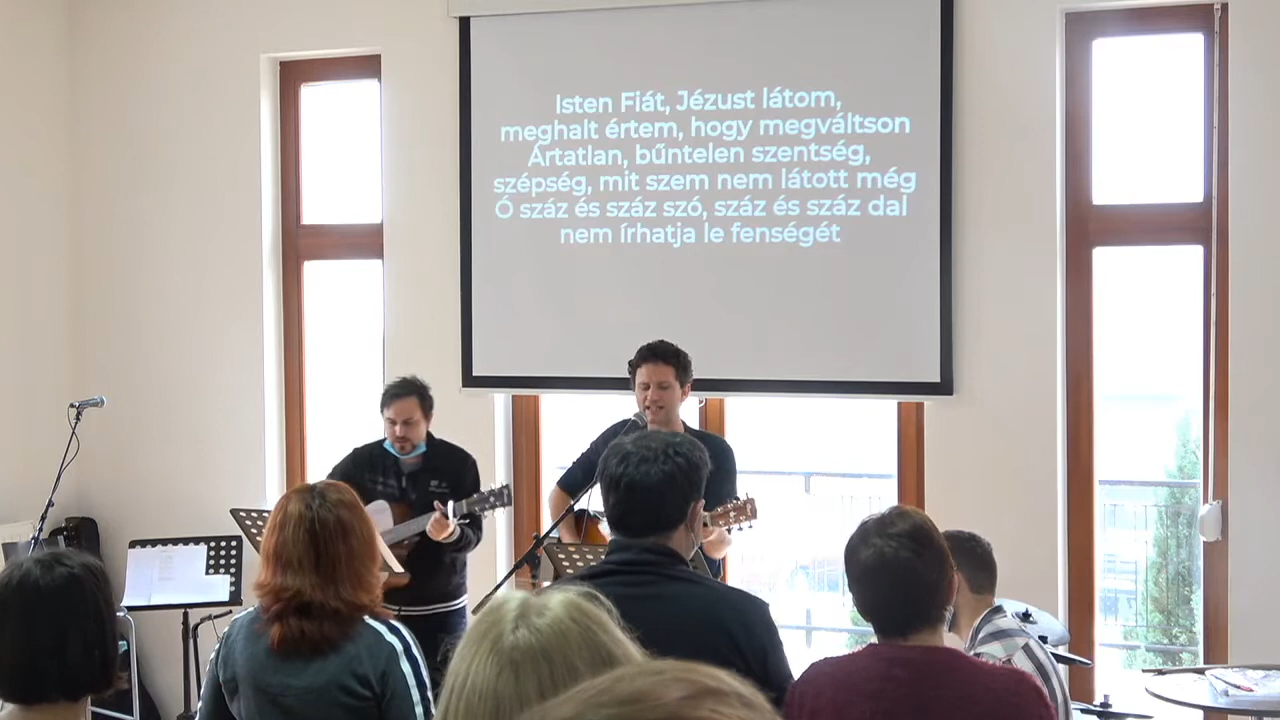 Isten Fiát, Jézust látom,
meghalt értem, hogy megváltson
Ártatlan, bűntelen szentség,
szépség, mit szem nem látott még
Ó száz és száz szó, száz és száz dal
nem írhatja le fenségét